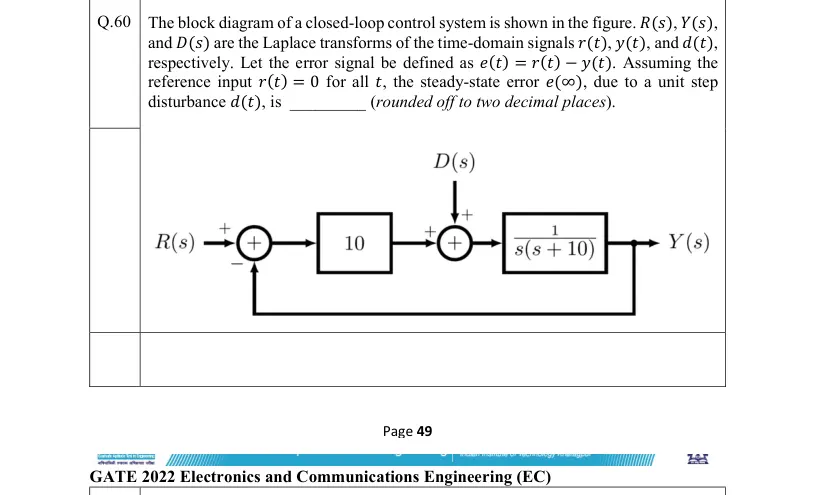 Q.60 The block diagram of a closed-loop control system is shown in the figure. R(s), Y(s),
and D(s) are the Laplace transforms of the time-domain signals r(t), y(t), and d(t),
respectively. Let the error signal be defined as e(t) = r(t) − y(t). Assuming the
reference input r(t) = 0 for all t, the steady-state error e(∞), due to a unit step
disturbance d(t), is __________ (rounded off to two decimal places).
D(s)
+
R(s) + + 10 + + 1/s(s + 10) Y(s)
−
Page 49
GATE 2022 Electronics and Communications Engineering (EC)